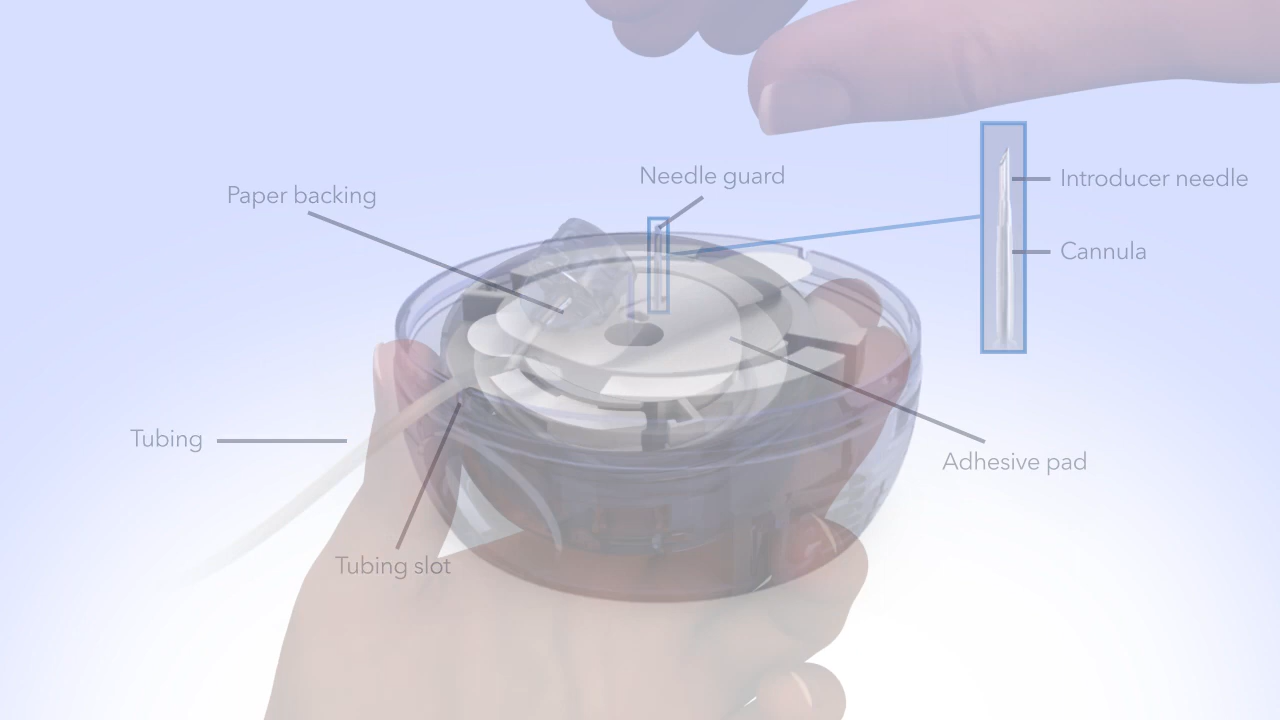 Needle guard
Introducer needle
Paper backing
Cannula
Tubing
Adhesive pad
Tubing slot